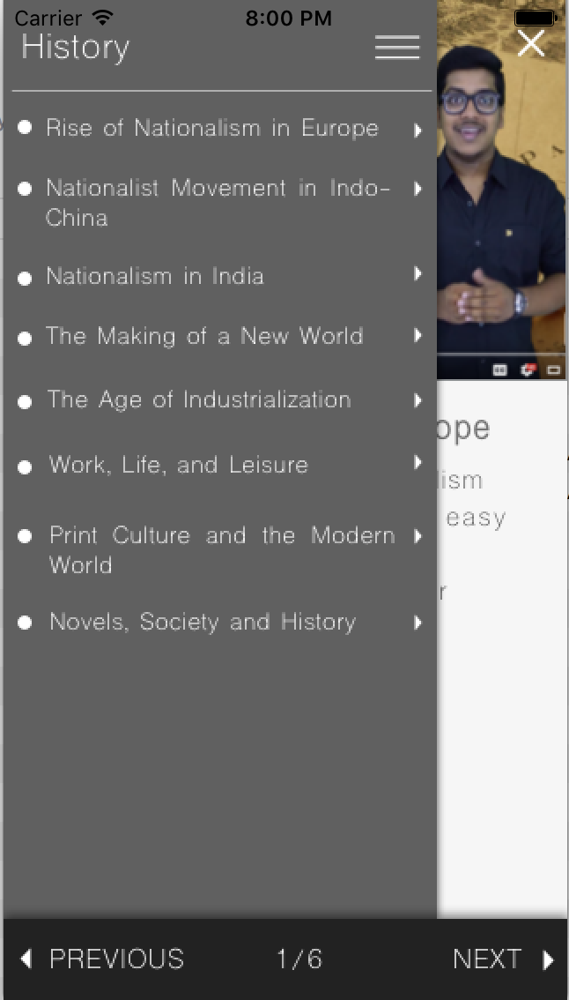 Carrier 8:00 PM
History
Rise of Nationalism in Europe
Nationalist Movement in Indo-
China
Nationalism in India
The Making of a New World
The Age of Industrialization
Work, Life, and Leisure
Print Culture and the Modern
World
Novels, Society and History
P A
ope
lism
easy
r
PREVIOUS 1/6 NEXT